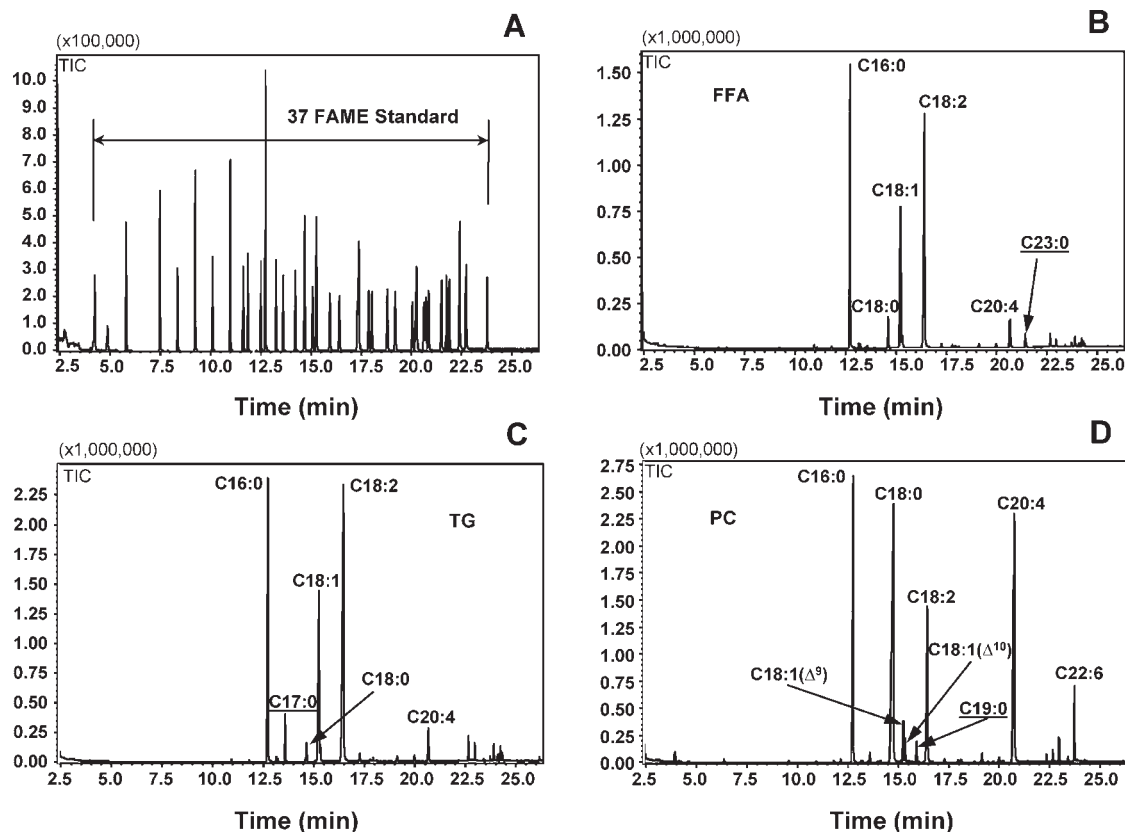 A
(x100,000)
TIC
10.0
9.0
8.0
7.0
6.0
5.0
4.0
3.0
2.0
1.0
0.0
37 FAME Standard
2.5 5.0 7.5 10.0 12.5 15.0 17.5 20.0 22.5 25.0
Time (min)
B
(x1,000,000)
TIC
1.50
1.25
1.00
0.75
0.50
0.25
0.00
FFA
C16:0
C18:2
C18:1
C23:0
C18:0
C20:4
2.5 5.0 7.5 10.0 12.5 15.0 17.5 20.0 22.5 25.0
Time (min)
C
(x1,000,000)
TIC
2.25
2.00
1.75
1.50
1.25
1.00
0.75
0.50
0.25
0.00
C16:0
C18:2
TG
C18:1
C18:0
C17:0
C20:4
2.5 5.0 7.5 10.0 12.5 15.0 17.5 20.0 22.5 25.0
Time (min)
D
(x1,000,000)
TIC
2.75
2.50
2.25
2.00
1.75
1.50
1.25
1.00
0.75
0.50
0.25
0.00
C16:0
C18:0
C20:4
PC
C18:2
C18:1(Δ⁹)
C18:1(Δ¹⁰)
C22:6
C19:0
2.5 5.0 7.5 10.0 12.5 15.0 17.5 20.0 22.5 25.0
Time (min)